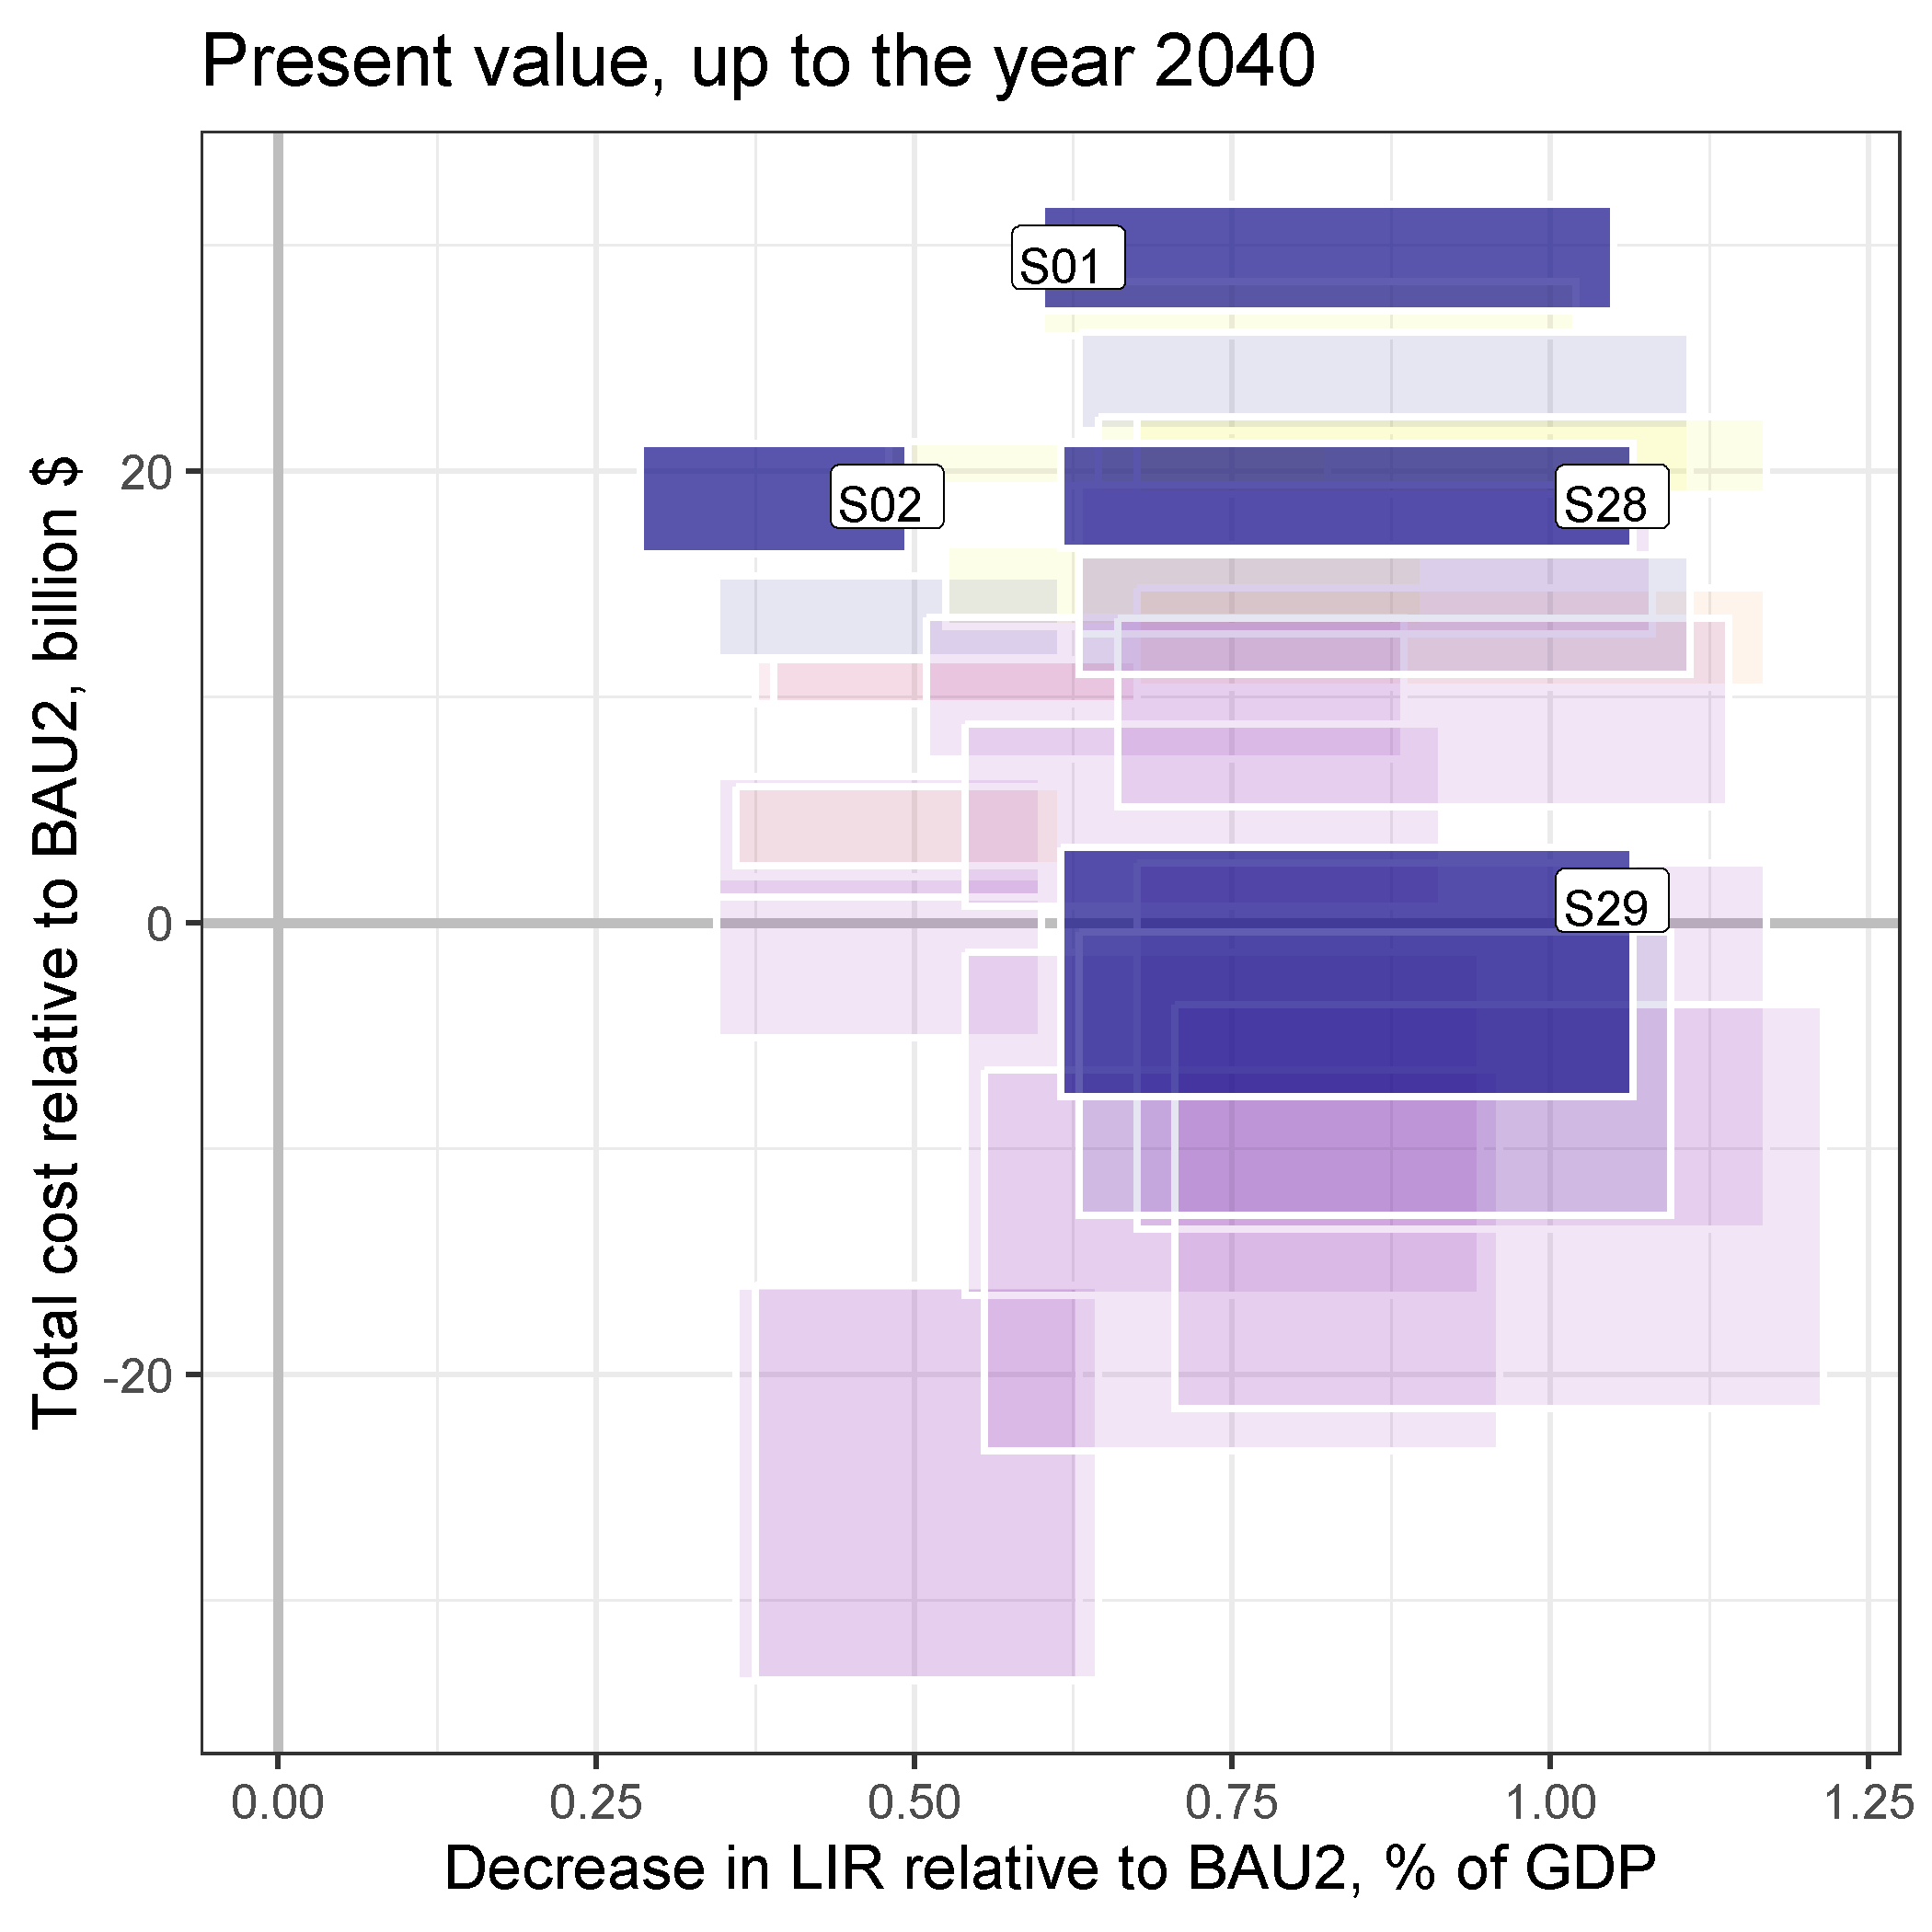 Present value, up to the year 2040
Total cost relative to BAU2, billion $
20
0
-20
S01
S02
S28
S29
0.00
0.25
0.50
0.75
1.00
1.25
Decrease in LIR relative to BAU2, % of GDP